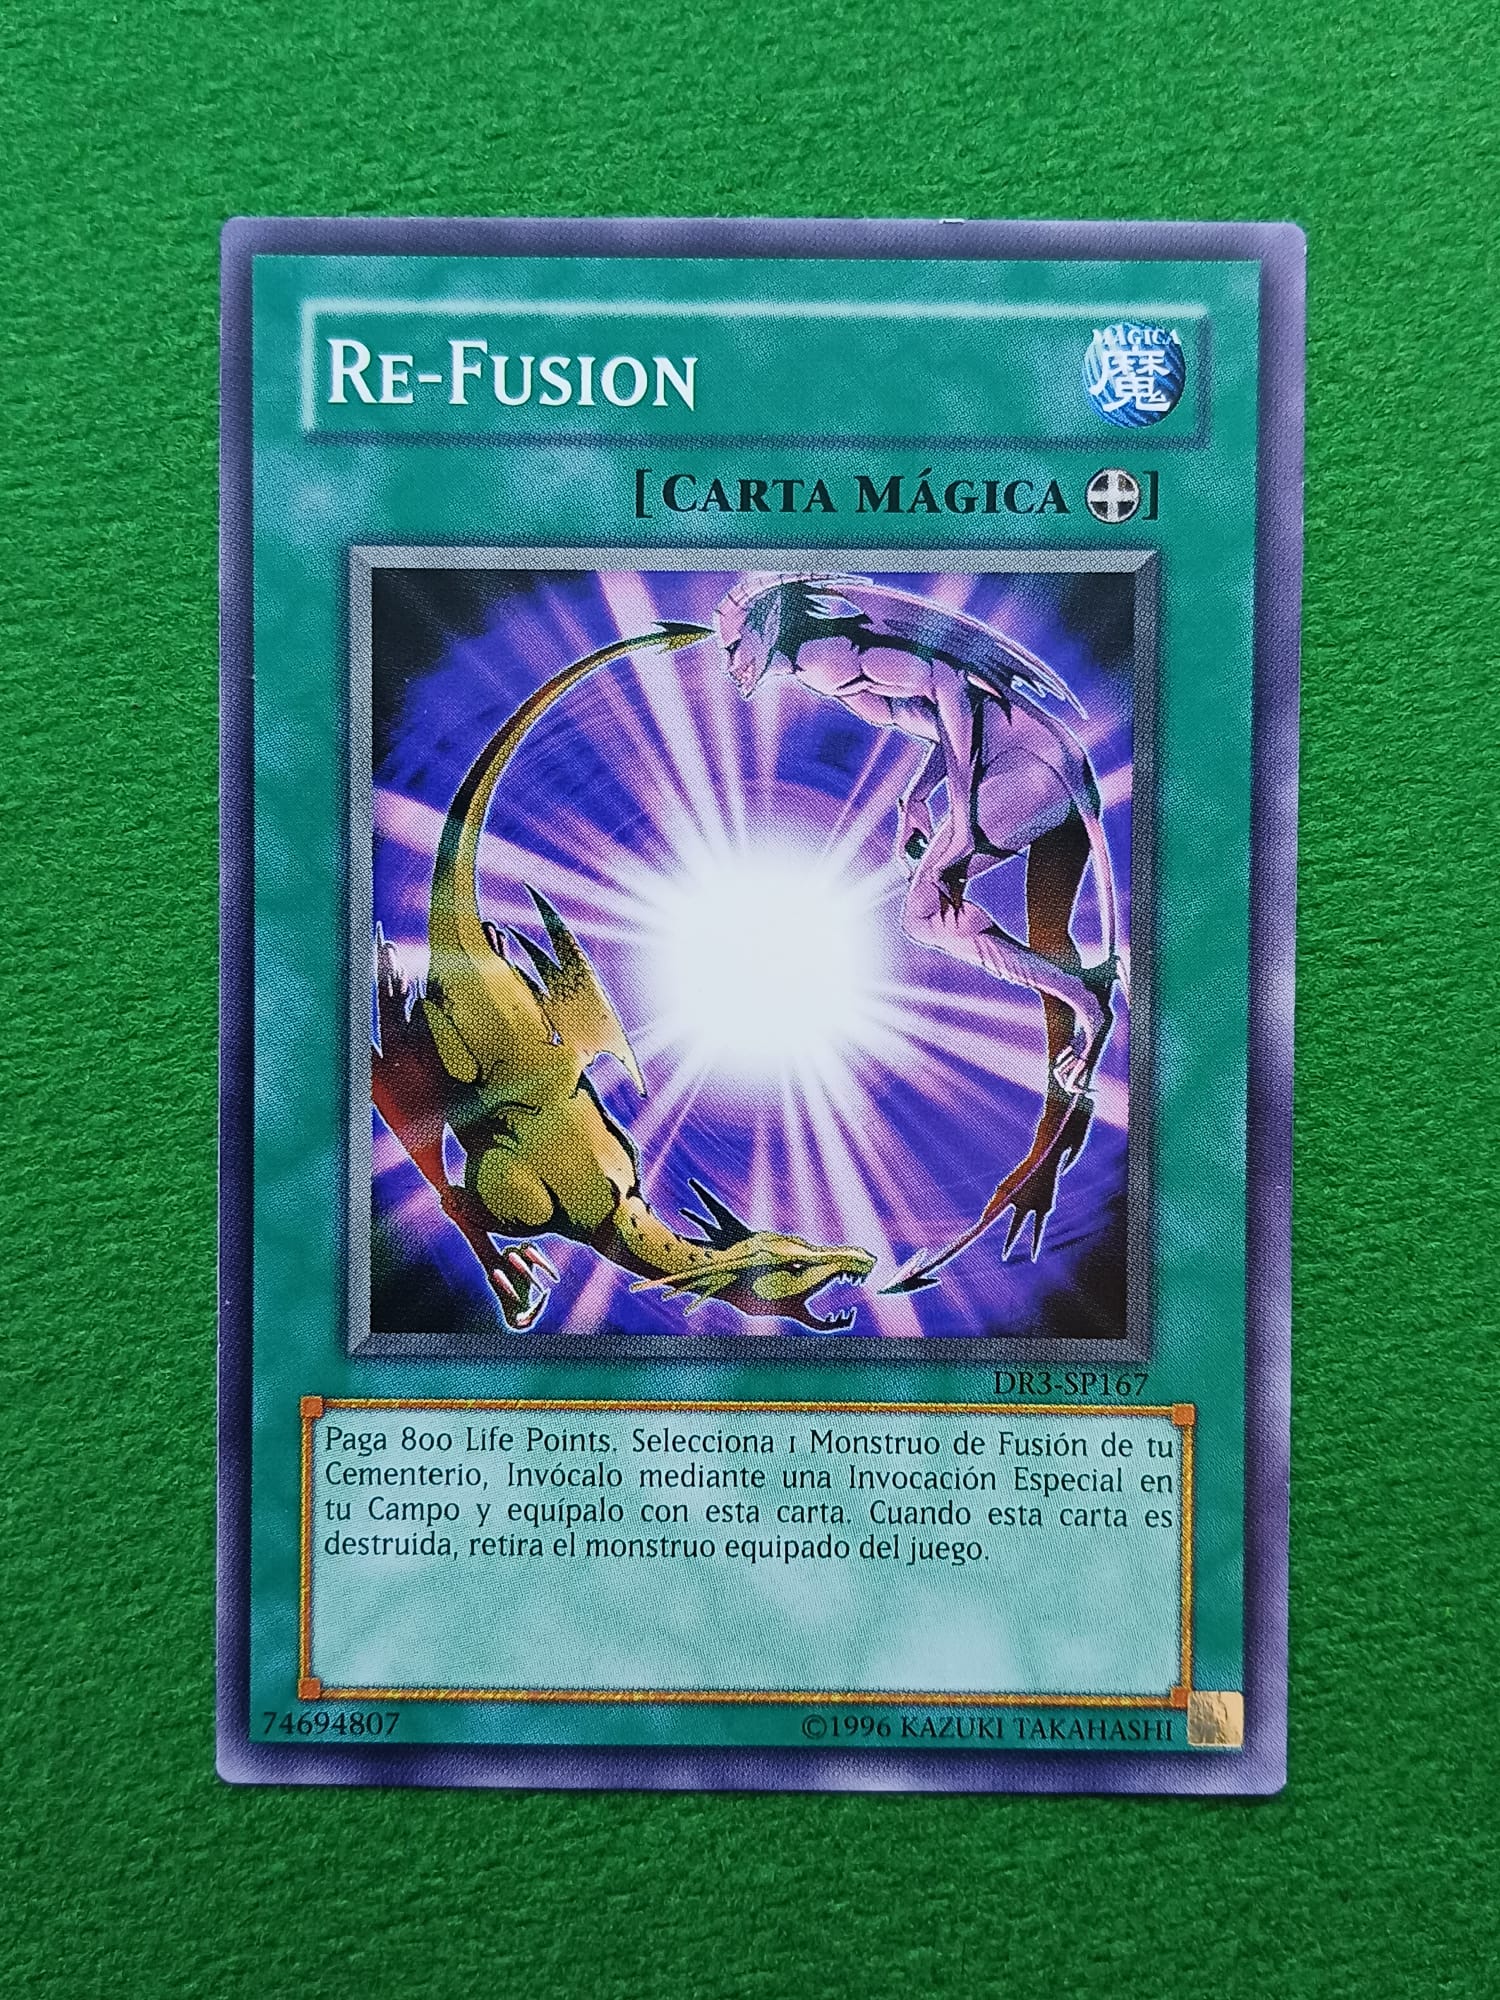 RE-FUSION
MÁGICA
魔
[CARTA MÁGICA ]
DR3-SP167
Paga 800 Life Points. Selecciona 1 Monstruo de Fusión de tu
Cementerio, Invócalo mediante una Invocación Especial en
tu Campo y equípalo con esta carta. Cuando esta carta es
destruida, retira el monstruo equipado del juego.
74694807
©1996 KAZUKI TAKAHASHI